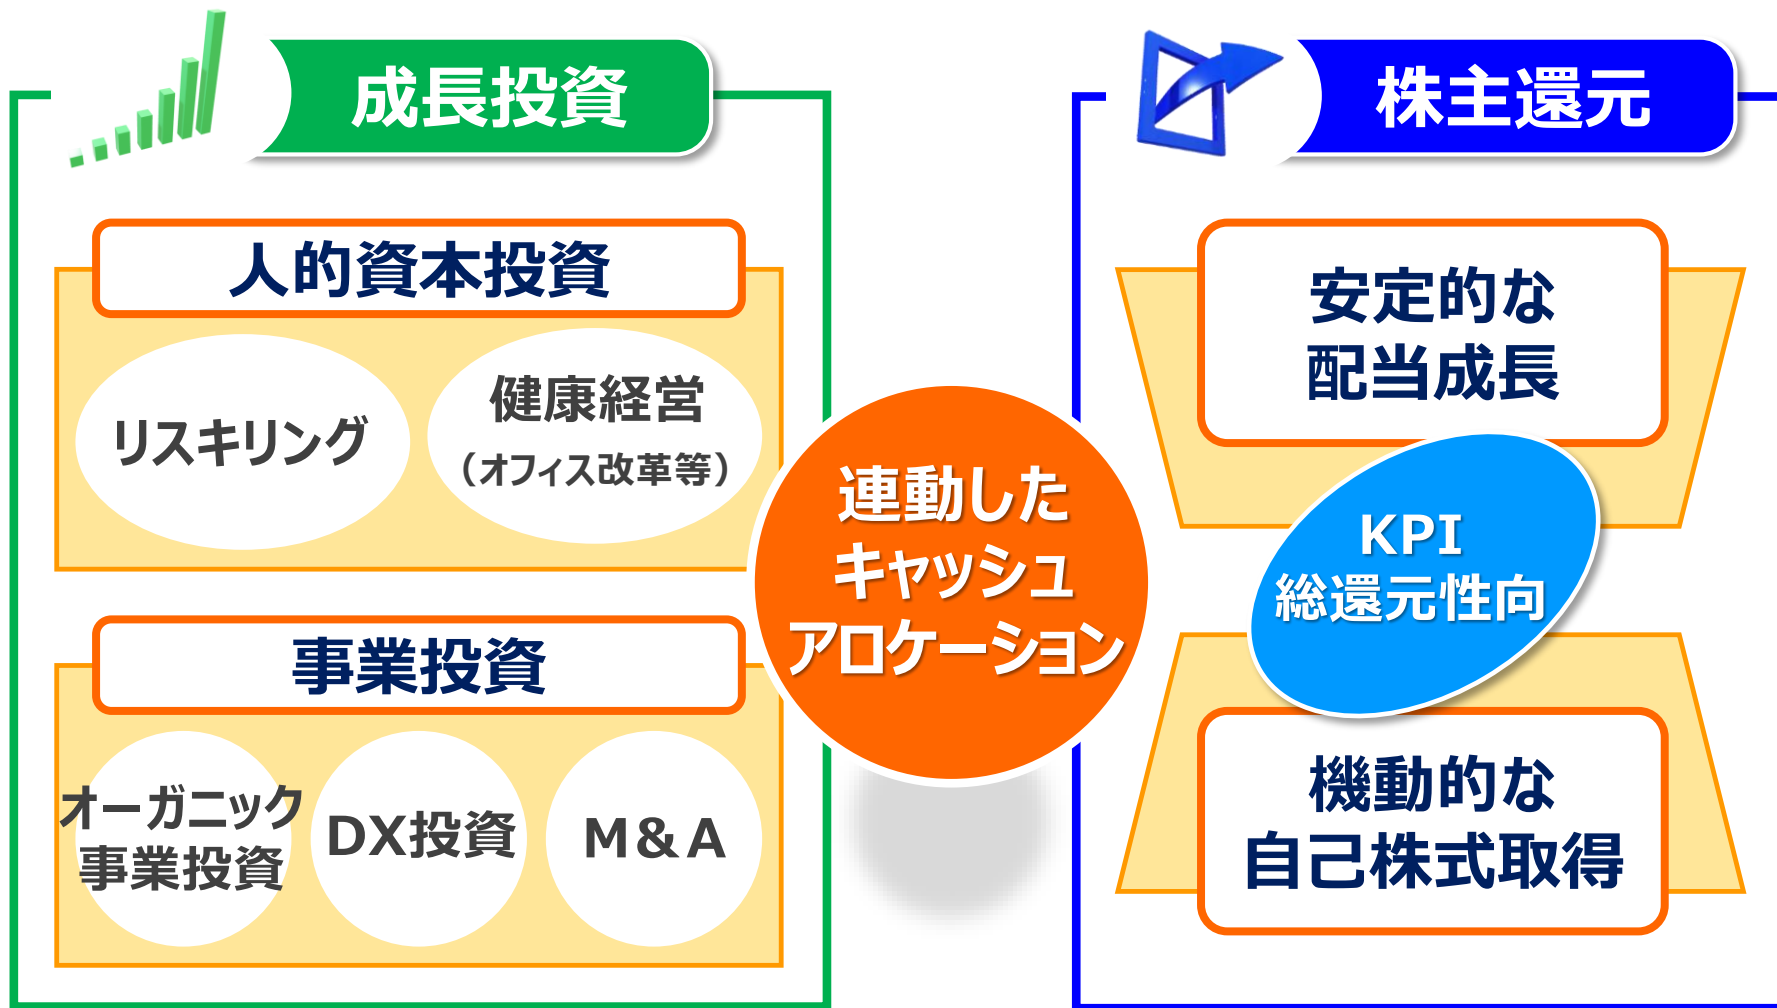 成長投資
人的資本投資
リスキリング
健康経営
（オフィス改革等）
事業投資
オーガニック
事業投資
DX投資
M＆A
連動した
キャッシュ
アロケーション
株主還元
安定的な
配当成長
KPI
総還元性向
機動的な
自己株式取得